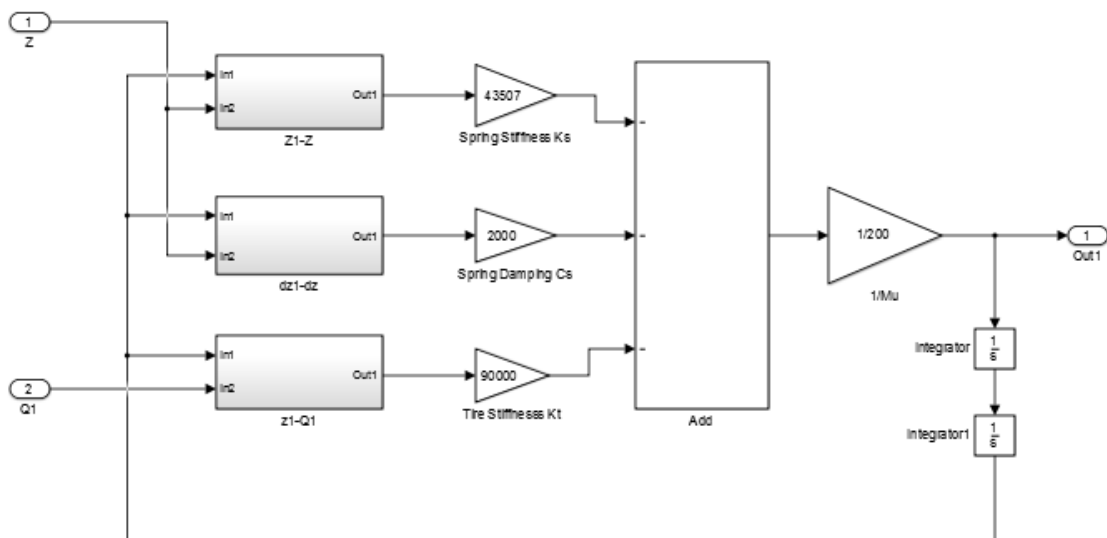 1
Z
In1
In2
Out1
Z1-Z
43507
Spring Stiffness Ks
In1
In2
Out1
dz1-dz
2000
Spring Damping Cs
In1
In2
Out1
z1-Q1
90000
Tire Stiffnesss Kt
2
Q1
Add
1/200
1/Mu
1
Out1
Integrator
1
s
Integrator1
1
s